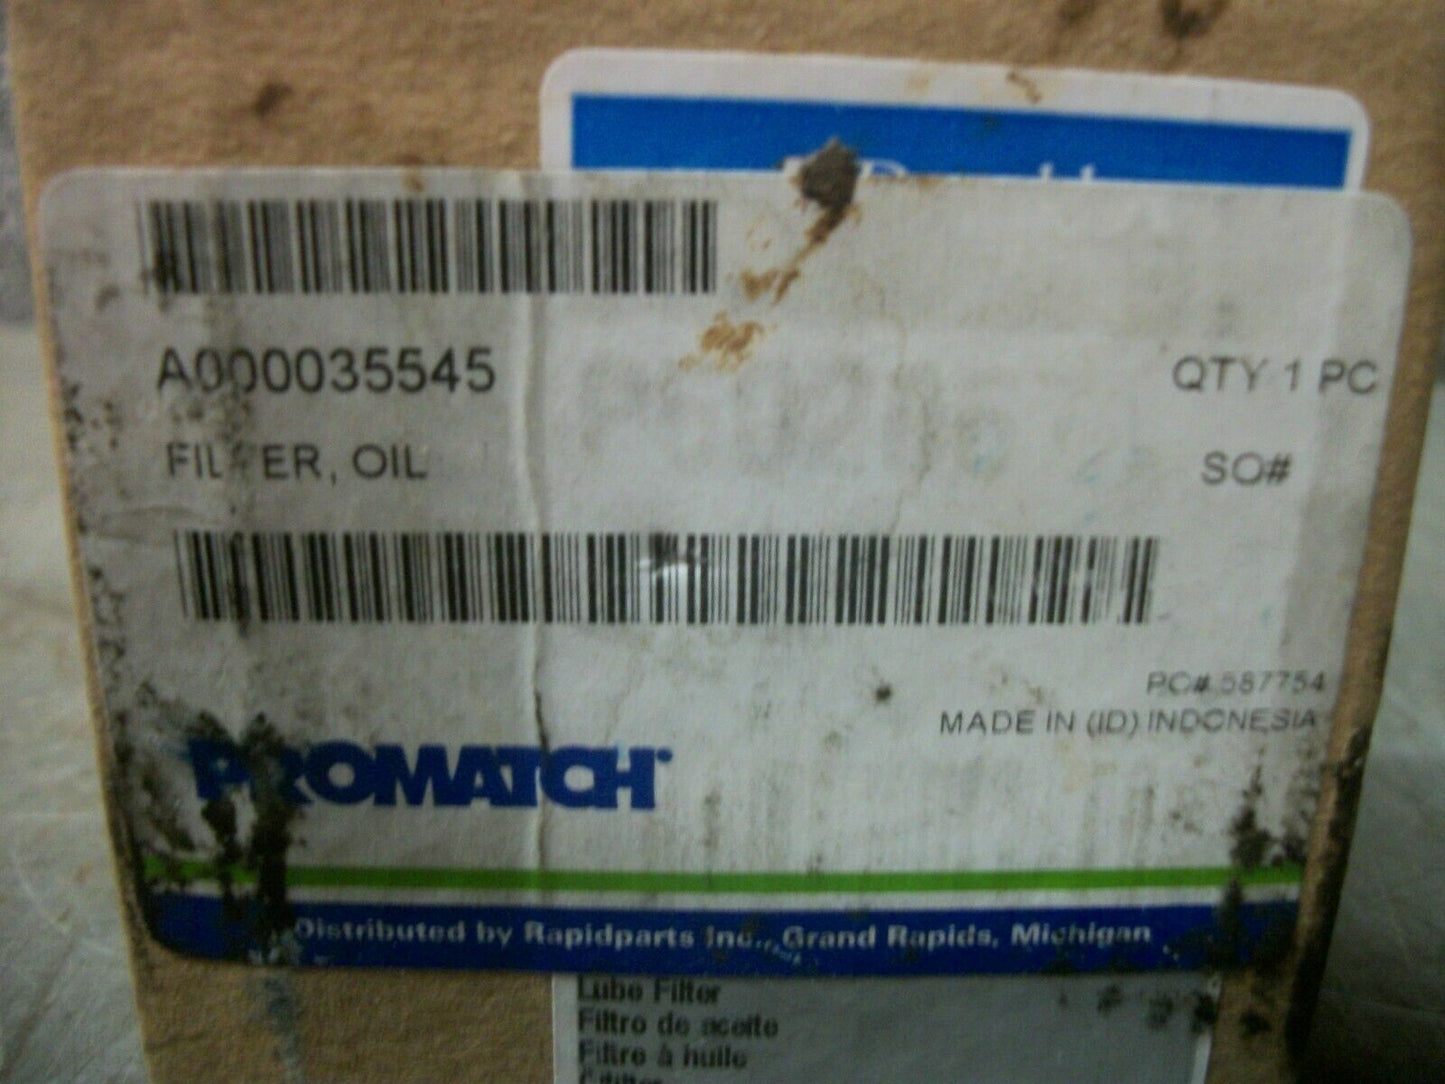 A000035545
QTY 1 PC
FILTER, OIL
SO#
PO# 587754
MADE IN (ID) INDONESIA
PROMATCH
Distributed by Rapidparts Inc., Grand Rapids, Michigan
Lube Filter
Filtro de aceite
Filtre à huile